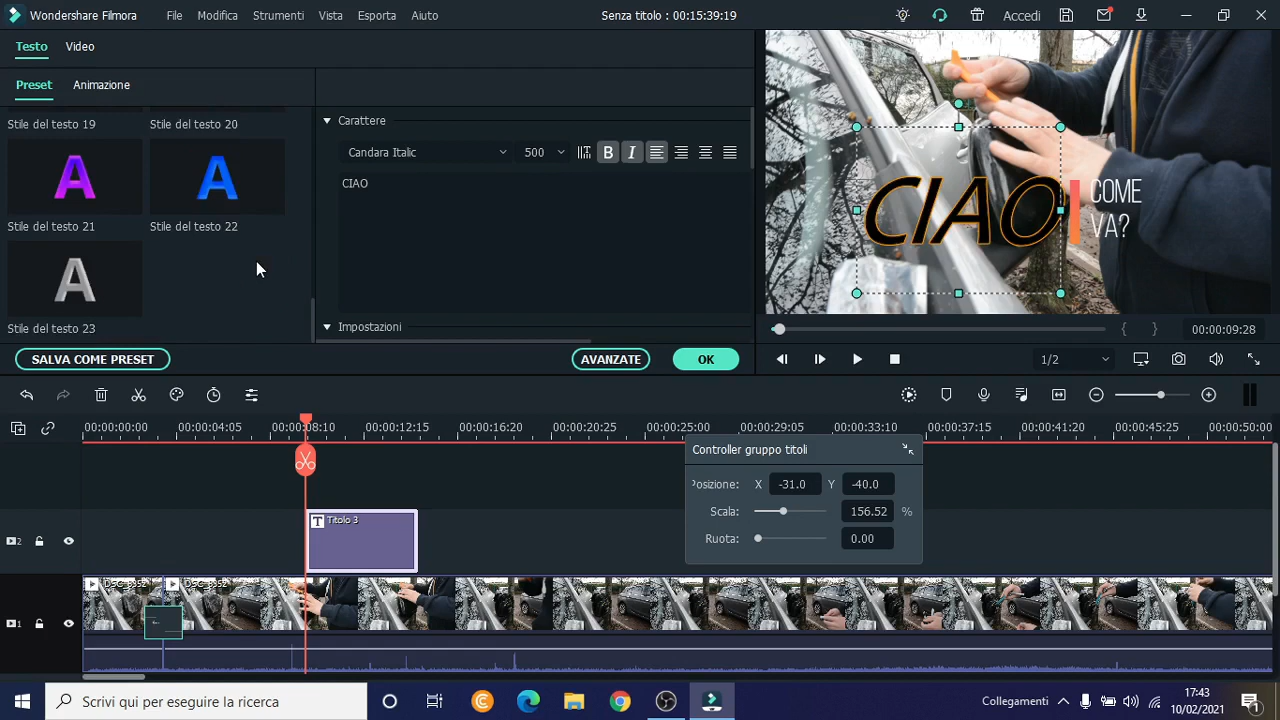 Wondershare Filmora
File
Modifica
Strumenti
Vista
Esporta
Aiuto
Senza titolo : 00:15:39:19
Accedi
Testo
Video
Preset
Animazione
Stile del testo 19
Stile del testo 20
A
A
Stile del testo 21
Stile del testo 22
A
Stile del testo 23
SALVA COME PRESET
Carattere
Candara Italic
500
B
I
CIAO
Impostazioni
AVANZATE
OK
CIAO
COME
VA?
{ }
00:00:09:28
1/2
00:00:00:00
00:00:04:05
00:00:08:10
00:00:12:15
00:00:16:20
00:00:20:25
00:00:25:00
00:00:29:05
00:00:33:10
00:00:37:15
00:00:41:20
00:00:45:25
00:00:50:00
Controller gruppo titoli
Posizione: X -31.0 Y -40.0
Scala: 156.52 %
Ruota: 0.00
2
T Titolo 3
1
Scrivi qui per eseguire la ricerca
Collegamenti
17:43
10/02/2021
1